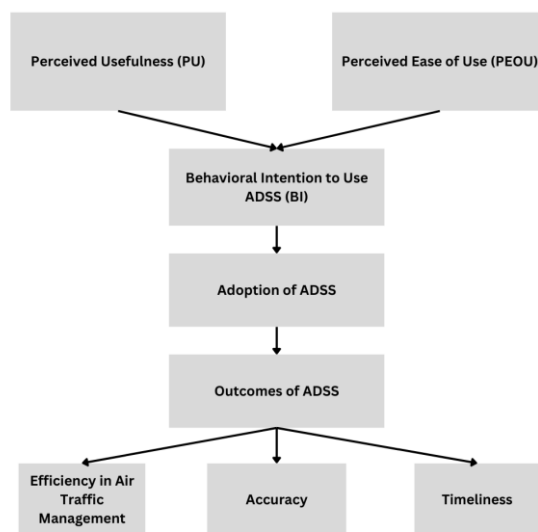 Perceived Usefulness (PU)
Perceived Ease of Use (PEOU)
Behavioral Intention to Use
ADSS (BI)
Adoption of ADSS
Outcomes of ADSS
Efficiency in Air
Traffic
Management
Accuracy
Timeliness